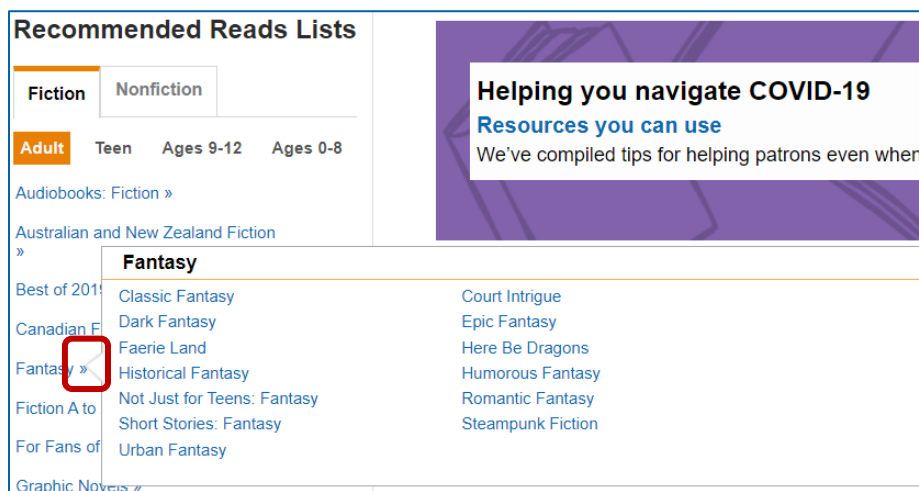 Recommended Reads Lists
Fiction
Nonfiction
Adult
Teen
Ages 9-12
Ages 0-8
Audiobooks: Fiction »
Australian and New Zealand Fiction
»
Best of 2019
Canadian F
Fantasy »
Fiction A to
For Fans of
Graphic Novels »
Helping you navigate COVID-19
Resources you can use
We've compiled tips for helping patrons even when
Fantasy
Classic Fantasy
Dark Fantasy
Faerie Land
Historical Fantasy
Not Just for Teens: Fantasy
Short Stories: Fantasy
Urban Fantasy
Court Intrigue
Epic Fantasy
Here Be Dragons
Humorous Fantasy
Romantic Fantasy
Steampunk Fiction